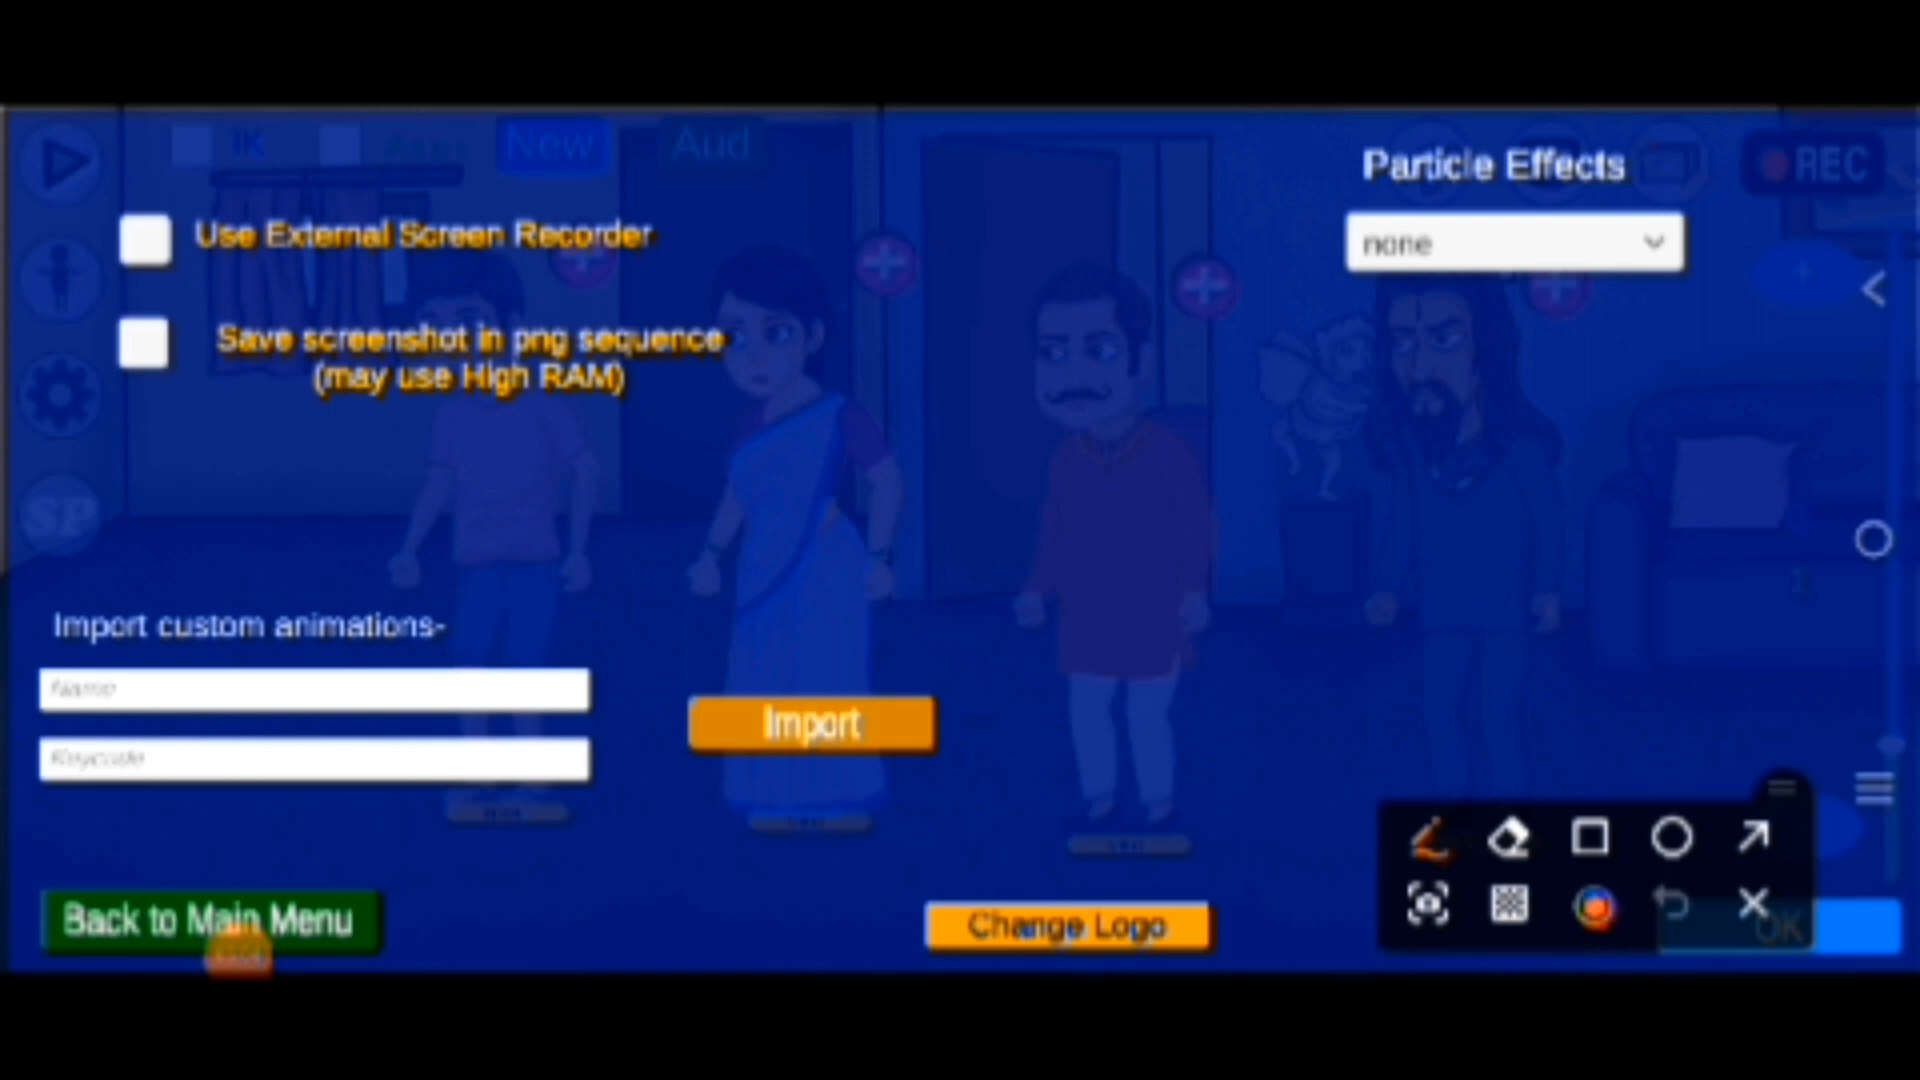 IK
New
Aud
Particle Effects
REC
Use External Screen Recorder
none
Save screenshot in png sequence
(may use High RAM)
SP
Import custom animations-
Name
Import
Keycode
Back to Main Menu
Change Logo
OK